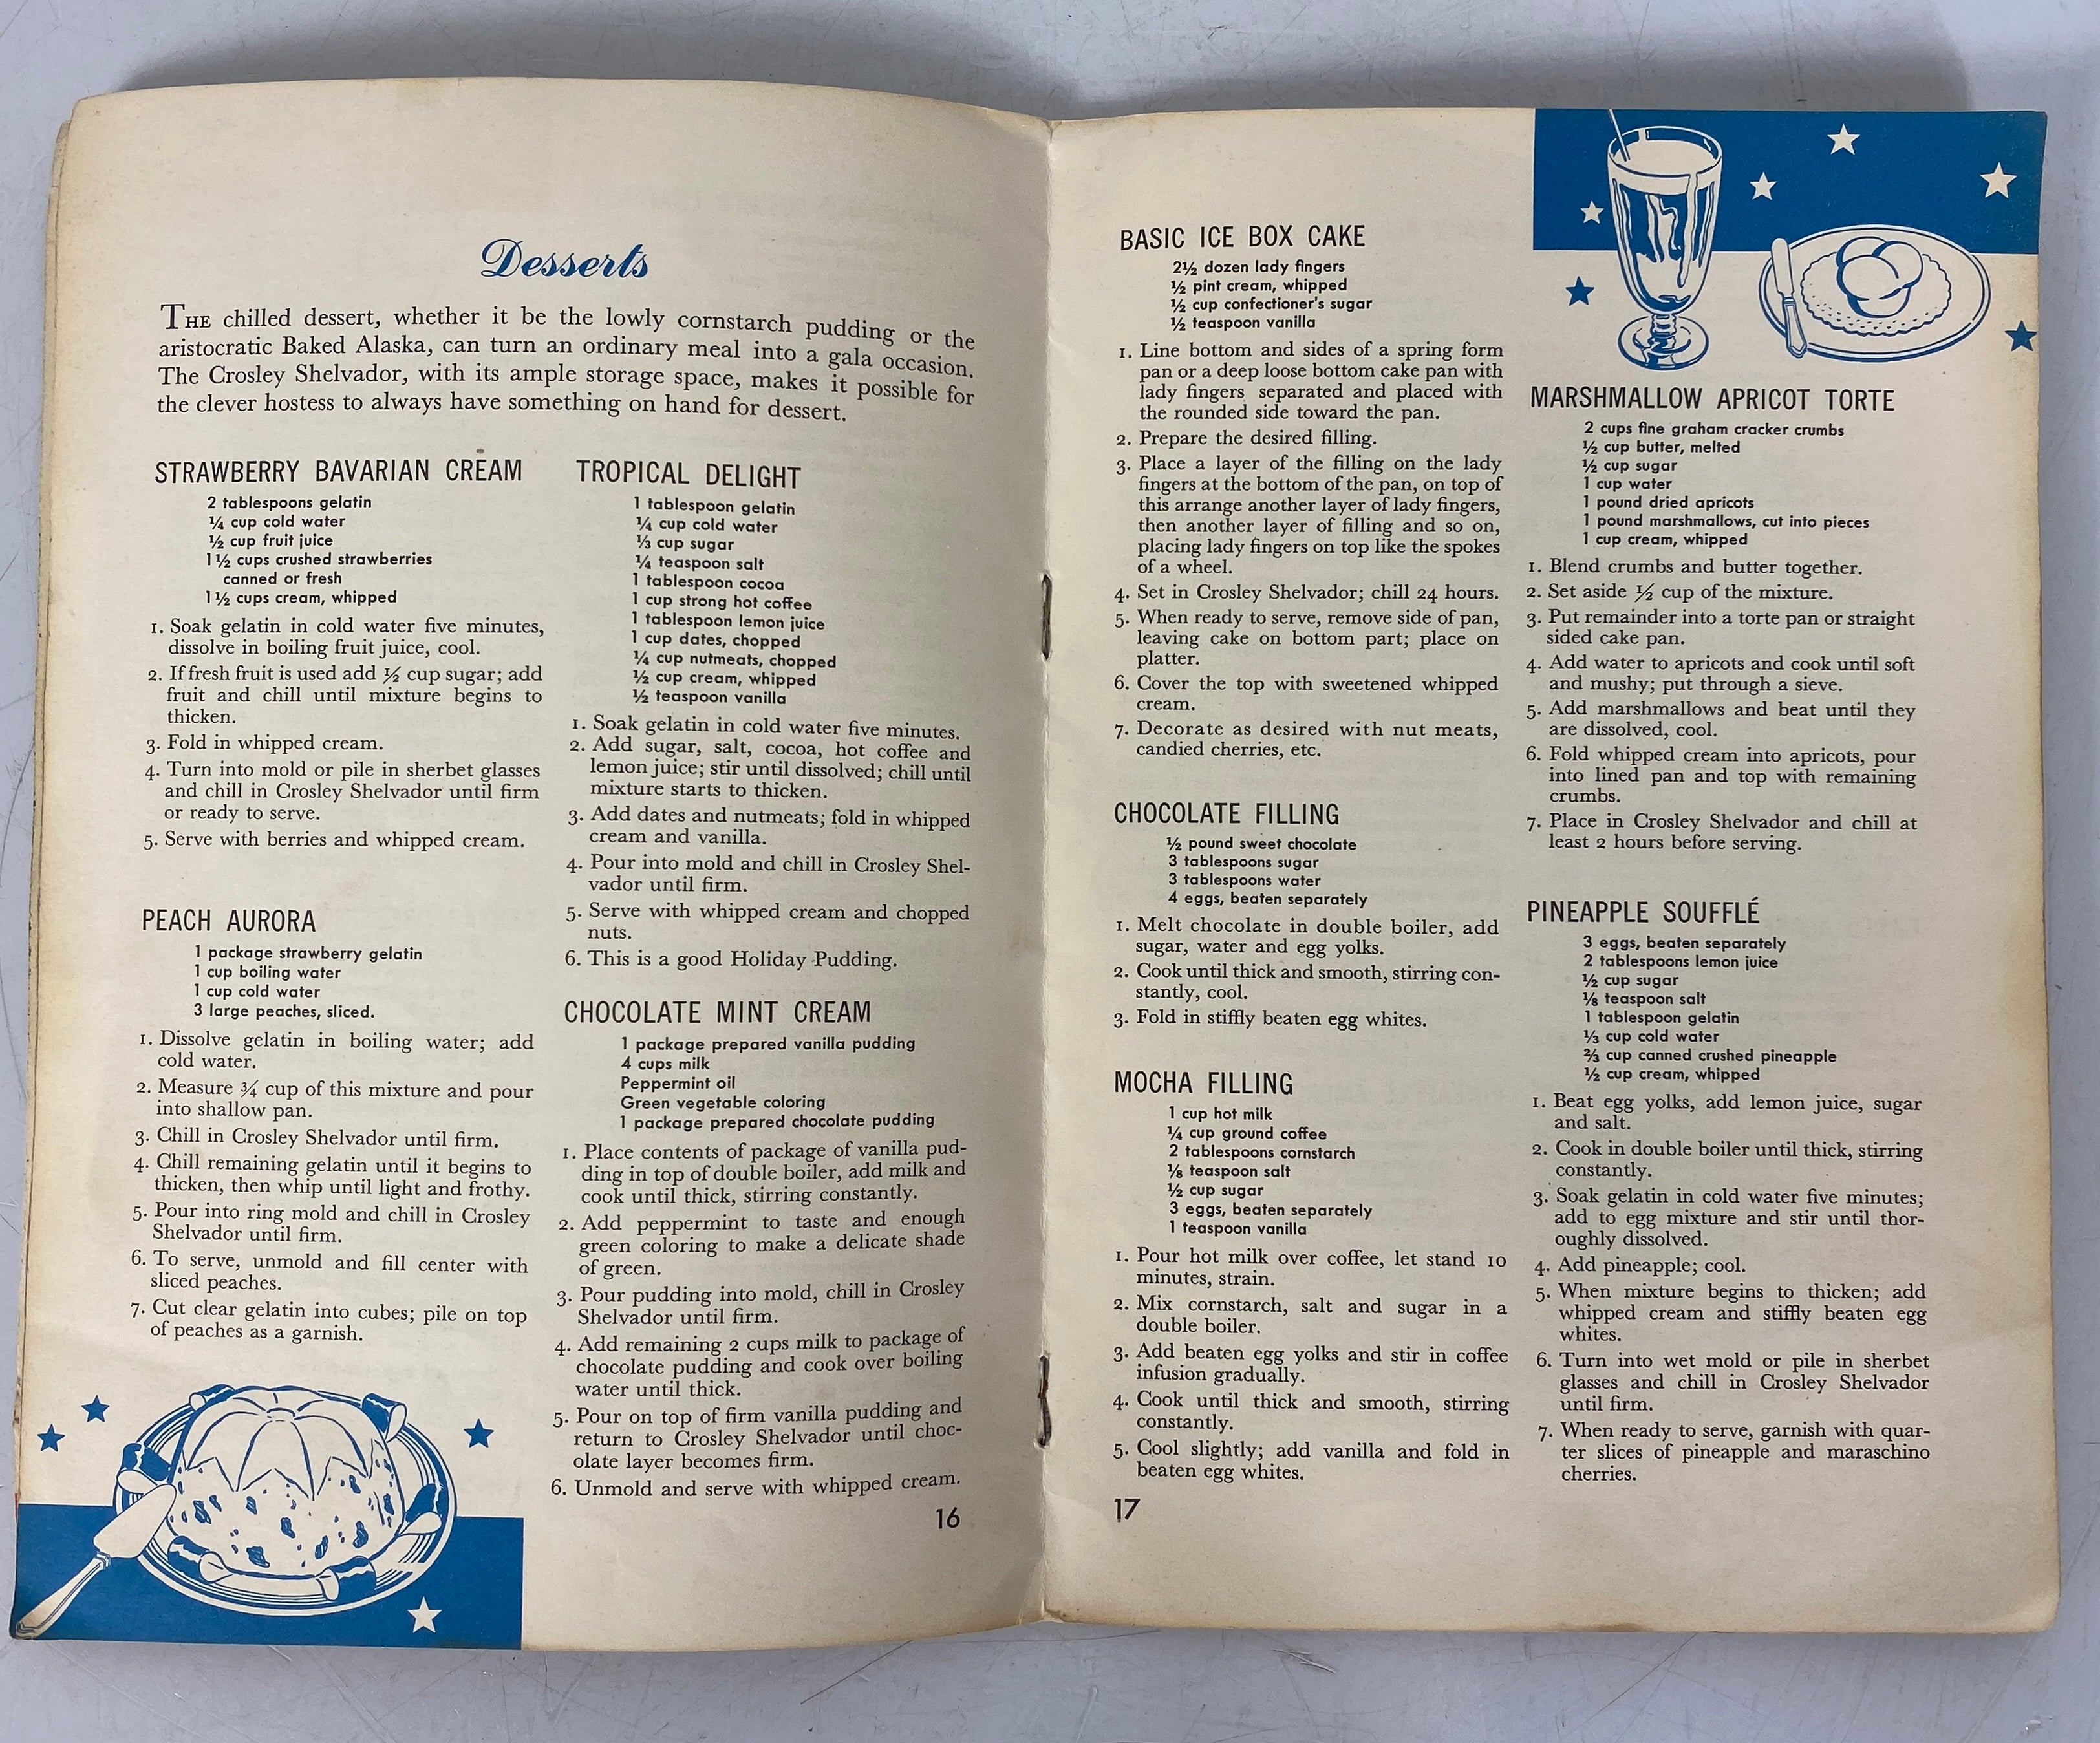 Desserts
THE chilled dessert, whether it be the lowly cornstarch pudding or the
aristocratic Baked Alaska, can turn an ordinary meal into a gala occasion.
The Crosley Shelvador, with its ample storage space, makes it possible for
the clever hostess to always have something on hand for dessert.
STRAWBERRY BAVARIAN CREAM
2 tablespoons gelatin
¼ cup cold water
½ cup fruit juice
1½ cups crushed strawberries
canned or fresh
1½ cups cream, whipped
1. Soak gelatin in cold water five minutes,
dissolve in boiling fruit juice, cool.
2. If fresh fruit is used add ½ cup sugar; add
fruit and chill until mixture begins to
thicken.
3. Fold in whipped cream.
4. Turn into mold or pile in sherbet glasses
and chill in Crosley Shelvador until firm
or ready to serve.
5. Serve with berries and whipped cream.
PEACH AURORA
1 package strawberry gelatin
1 cup boiling water
1 cup cold water
3 large peaches, sliced.
1. Dissolve gelatin in boiling water; add
cold water.
2. Measure ¾ cup of this mixture and pour
into shallow pan.
3. Chill in Crosley Shelvador until firm.
4. Chill remaining gelatin until it begins to
thicken, then whip until light and frothy.
5. Pour into ring mold and chill in Crosley
Shelvador until firm.
6. To serve, unmold and fill center with
sliced peaches.
7. Cut clear gelatin into cubes; pile on top
of peaches as a garnish.
TROPICAL DELIGHT
1 tablespoon gelatin
¼ cup cold water
⅓ cup sugar
¼ teaspoon salt
1 tablespoon cocoa
1 cup strong hot coffee
1 tablespoon lemon juice
1 cup dates, chopped
¼ cup nutmeats, chopped
½ cup cream, whipped
½ teaspoon vanilla
1. Soak gelatin in cold water five minutes.
2. Add sugar, salt, cocoa, hot coffee and
lemon juice; stir until dissolved; chill until
mixture starts to thicken.
3. Add dates and nutmeats; fold in whipped
cream and vanilla.
4. Pour into mold and chill in Crosley Shel-
vador until firm.
5. Serve with whipped cream and chopped
nuts.
6. This is a good Holiday Pudding.
CHOCOLATE MINT CREAM
1 package prepared vanilla pudding
4 cups milk
Peppermint oil
Green vegetable coloring
1 package prepared chocolate pudding
1. Place contents of package of vanilla pud-
ding in top of double boiler, add milk and
cook until thick, stirring constantly.
2. Add peppermint to taste and enough
green coloring to make a delicate shade
of green.
3. Pour pudding into mold, chill in Crosley
Shelvador until firm.
4. Add remaining 2 cups milk to package of
chocolate pudding and cook over boiling
water until thick.
5. Pour on top of firm vanilla pudding and
return to Crosley Shelvador until choc-
olate layer becomes firm.
6. Unmold and serve with whipped cream.
16
BASIC ICE BOX CAKE
2½ dozen lady fingers
½ pint cream, whipped
½ cup confectioner's sugar
½ teaspoon vanilla
1. Line bottom and sides of a spring form
pan or a deep loose bottom cake pan with
lady fingers separated and placed with
the rounded side toward the pan.
2. Prepare the desired filling.
3. Place a layer of the filling on the lady
fingers at the bottom of the pan, on top of
this arrange another layer of lady fingers,
then another layer of filling and so on,
placing lady fingers on top like the spokes
of a wheel.
4. Set in Crosley Shelvador; chill 24 hours.
5. When ready to serve, remove side of pan,
leaving cake on bottom part; place on
platter.
6. Cover the top with sweetened whipped
cream.
7. Decorate as desired with nut meats,
candied cherries, etc.
CHOCOLATE FILLING
½ pound sweet chocolate
3 tablespoons sugar
3 tablespoons water
4 eggs, beaten separately
1. Melt chocolate in double boiler, add
sugar, water and egg yolks.
2. Cook until thick and smooth, stirring con-
stantly, cool.
3. Fold in stiffly beaten egg whites.
MOCHA FILLING
1 cup hot milk
¼ cup ground coffee
2 tablespoons cornstarch
⅛ teaspoon salt
½ cup sugar
3 eggs, beaten separately
1 teaspoon vanilla
1. Pour hot milk over coffee, let stand 10
minutes, strain.
2. Mix cornstarch, salt and sugar in a
double boiler.
3. Add beaten egg yolks and stir in coffee
infusion gradually.
4. Cook until thick and smooth, stirring
constantly.
5. Cool slightly; add vanilla and fold in
beaten egg whites.
17
MARSHMALLOW APRICOT TORTE
2 cups fine graham cracker crumbs
½ cup butter, melted
½ cup sugar
1 cup water
1 pound dried apricots
1 pound marshmallows, cut into pieces
1 cup cream, whipped
1. Blend crumbs and butter together.
2. Set aside ½ cup of the mixture.
3. Put remainder into a torte pan or straight
sided cake pan.
4. Add water to apricots and cook until soft
and mushy; put through a sieve.
5. Add marshmallows and beat until they
are dissolved, cool.
6. Fold whipped cream into apricots, pour
into lined pan and top with remaining
crumbs.
7. Place in Crosley Shelvador and chill at
least 2 hours before serving.
PINEAPPLE SOUFFLÉ
3 eggs, beaten separately
2 tablespoons lemon juice
½ cup sugar
⅛ teaspoon salt
1 tablespoon gelatin
⅓ cup cold water
⅔ cup canned crushed pineapple
½ cup cream, whipped
1. Beat egg yolks, add lemon juice, sugar
and salt.
2. Cook in double boiler until thick, stirring
constantly.
3. Soak gelatin in cold water five minutes;
add to egg mixture and stir until thor-
oughly dissolved.
4. Add pineapple; cool.
5. When mixture begins to thicken; add
whipped cream and stiffly beaten egg
whites.
6. Turn into wet mold or pile in sherbet
glasses and chill in Crosley Shelvador
until firm.
7. When ready to serve, garnish with quar-
ter slices of pineapple and maraschino
cherries.